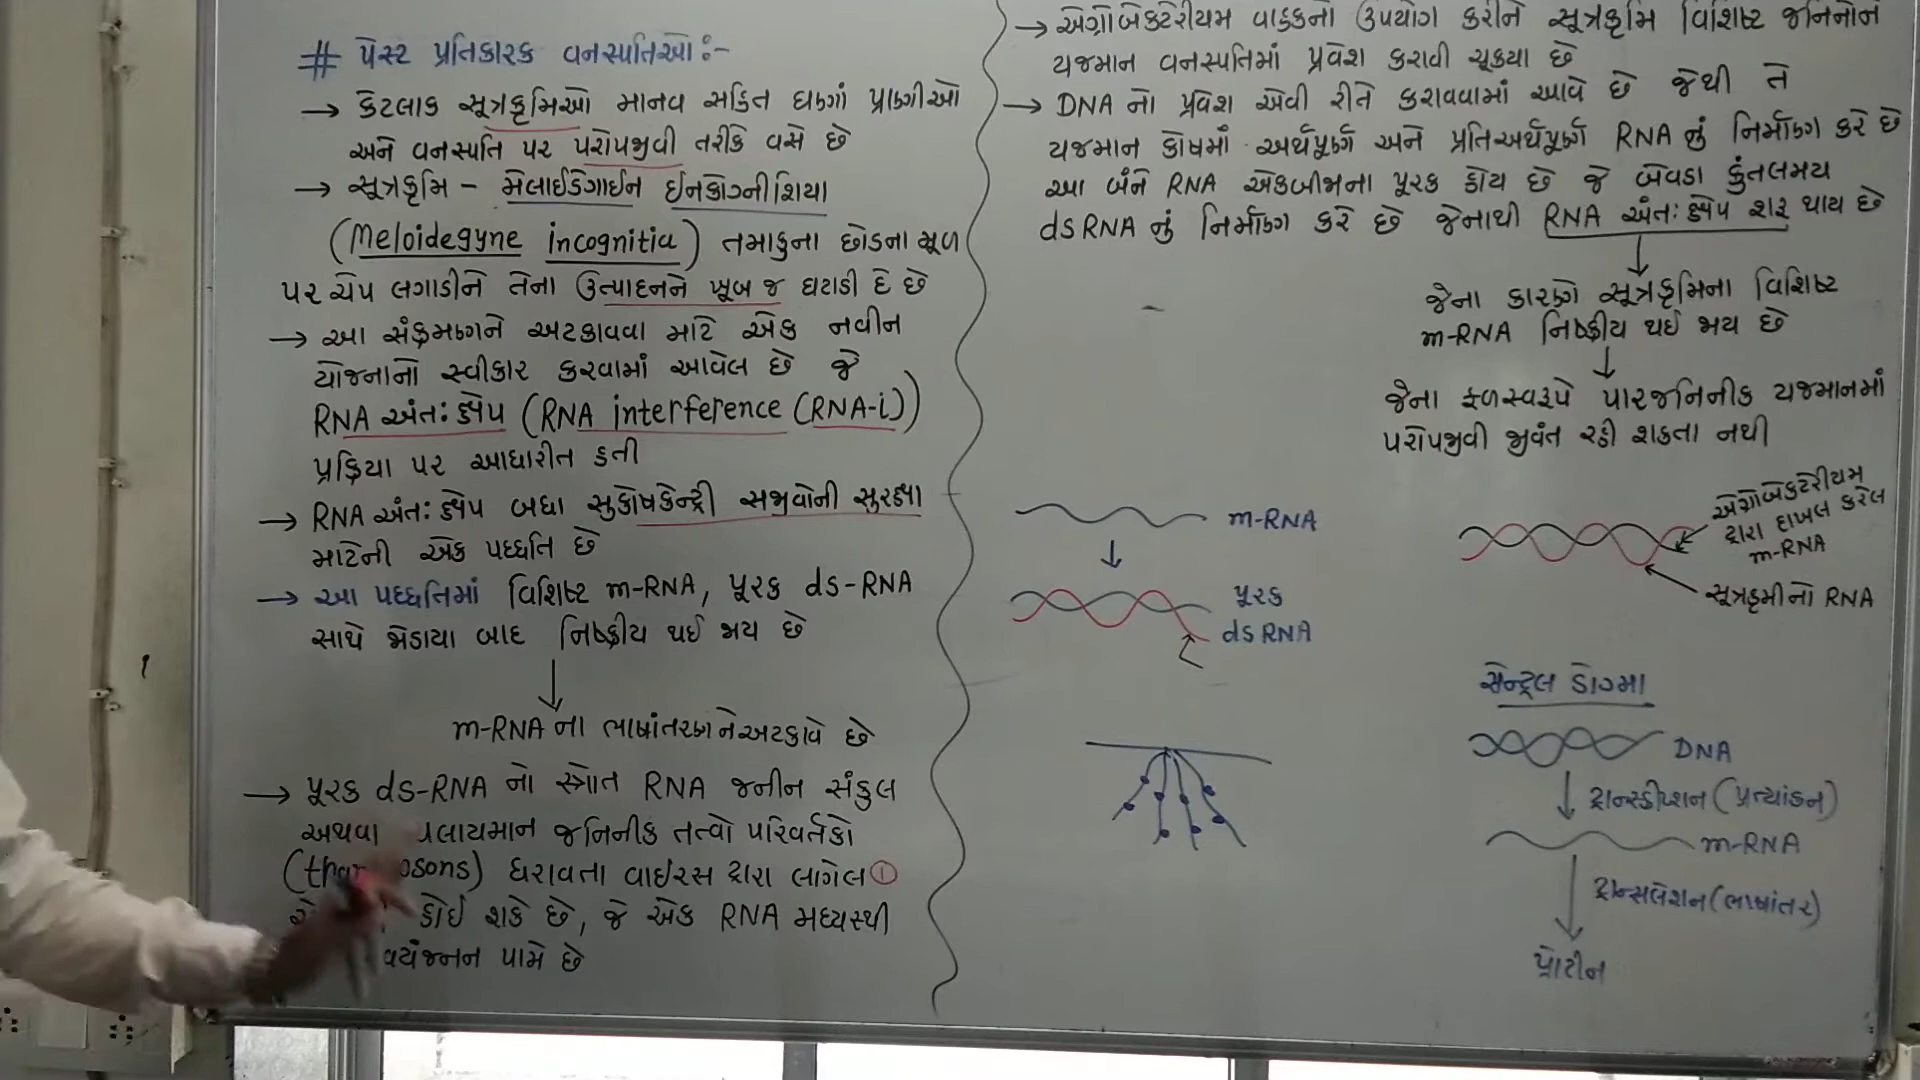 # પેસ્ટ પ્રતિકારક વનસ્પતિઓ :-
→ કેટલાક સૂત્રકૃમિઓ માનવ સહિત ઘણાં પ્રાણીઓ
અને વનસ્પતિ પર પરોપજીવી તરીકે વસે છે
→ સૂત્રકૃમિ - મેલાઈડેગાઈન ઈનકોગ્નીશિયા
(Meloidegyne incognitia) તમાકુના છોડના મૂળ
પર ચેપ લગાડીને તેના ઉત્પાદનને ખૂબ જ ઘટાડી દે છે
→ આ સંક્રમણને અટકાવવા માટે એક નવીન
યોજનાનો સ્વીકાર કરવામાં આવેલ છે જે
RNA અંતઃક્ષેપ (RNA interference (RNA-i))
પ્રક્રિયા પર આધારીત હતી
→ RNA અંતઃક્ષેપ બધા સુકોષકેન્દ્રી સજીવોની સુરક્ષા
માટેની એક પદ્ધતિ છે
→ આ પદ્ધતિમાં વિશિષ્ટ m-RNA, પૂરક ds-RNA
સાથે જોડાયા બાદ નિષ્ક્રીય થઈ જાય છે
↓
m-RNA ના ભાષાંતરણને અટકાવે છે
→ પૂરક ds-RNA નો સ્ત્રોત RNA જનીન સંકુલ
અથવા લાયમાન જનિનીક તત્વો પરિવર્તકો
(thar osons) ધરાવતા વાઈરસ દ્વારા લાગેલ ①
હોઈ શકે છે, જે એક RNA મધ્યસ્થી
પામે છે
→ એગ્રોબેક્ટેરીયમ વાહકનો ઉપયોગ કરીને સૂત્રકૃમિ વિશિષ્ટ જનિનોને
યજમાન વનસ્પતિમાં પ્રવેશ કરાવી ચૂક્યા છે
→ DNA નો પ્રવેશ એવી રીતે કરાવવામાં આવે છે જેથી તે
યજમાન કોષમાં અર્થપૂર્ણ અને પ્રતિઅર્થપૂર્ણ RNA નું નિર્માણ કરે છે
આ બંને RNA એકબીજાના પૂરક હોય છે જે બેવડા કુંતલમય
dsRNA નું નિર્માણ કરે છે જેનાથી RNA અંતઃક્ષેપ શરૂ થાય છે
↓
જેના કારણે સૂત્રકૃમિના વિશિષ્ટ
m-RNA નિષ્ક્રીય થઈ જાય છે
↓
જેના ફળસ્વરૂપે પારજનિનીક યજમાનમાં
પરોપજીવી જીવંત રહી શકતા નથી
m-RNA
↓
પૂરક
dsRNA
એગ્રોબેક્ટેરીયમ
દ્વારા દાખલ કરેલ
m-RNA
સૂત્રકૃમીનો RNA
સેન્ટ્રલ ડોગ્મા
DNA
↓ ટ્રાન્સ્ક્રીપ્શન (પ્રત્યાંકન)
m-RNA
↓ ટ્રાન્સલેશન (ભાષાંતર)
પ્રોટીન